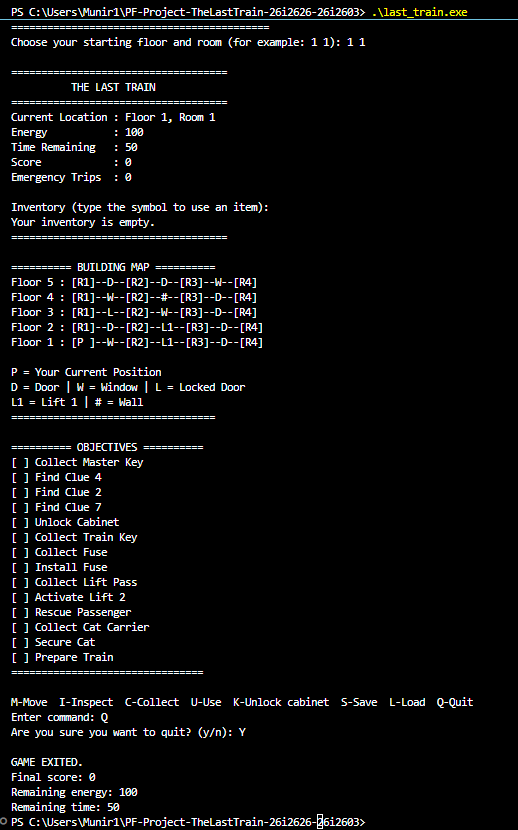 PS C:\Users\Munir1\PF-Project-TheLastTrain-26i2626-26i2603> .\last_train.exe
===========================================
Choose your starting floor and room (for example: 1 1): 1 1

====================================
THE LAST TRAIN
====================================
Current Location : Floor 1, Room 1
Energy           : 100
Time Remaining   : 50
Score            : 0
Emergency Trips  : 0

Inventory (type the symbol to use an item):
Your inventory is empty.
====================================

========== BUILDING MAP ==========
Floor 5 : [R1]--D--[R2]--D--[R3]--W--[R4]
Floor 4 : [R1]--W--[R2]--#--[R3]--D--[R4]
Floor 3 : [R1]--L--[R2]--W--[R3]--D--[R4]
Floor 2 : [R1]--D--[R2]--L1--[R3]--D--[R4]
Floor 1 : [P ]--W--[R2]--L1--[R3]--D--[R4]

P = Your Current Position
D = Door | W = Window | L = Locked Door
L1 = Lift 1 | # = Wall
==================================

========== OBJECTIVES ==========
[ ] Collect Master Key
[ ] Find Clue 4
[ ] Find Clue 2
[ ] Find Clue 7
[ ] Unlock Cabinet
[ ] Collect Train Key
[ ] Collect Fuse
[ ] Install Fuse
[ ] Collect Lift Pass
[ ] Activate Lift 2
[ ] Rescue Passenger
[ ] Collect Cat Carrier
[ ] Secure Cat
[ ] Prepare Train
================================

M-Move  I-Inspect  C-Collect  U-Use  K-Unlock cabinet  S-Save  L-Load  Q-Quit
Enter command: Q
Are you sure you want to quit? (y/n): Y

GAME EXITED.
Final score: 0
Remaining energy: 100
Remaining time: 50
PS C:\Users\Munir1\PF-Project-TheLastTrain-26i2626-26i2603>